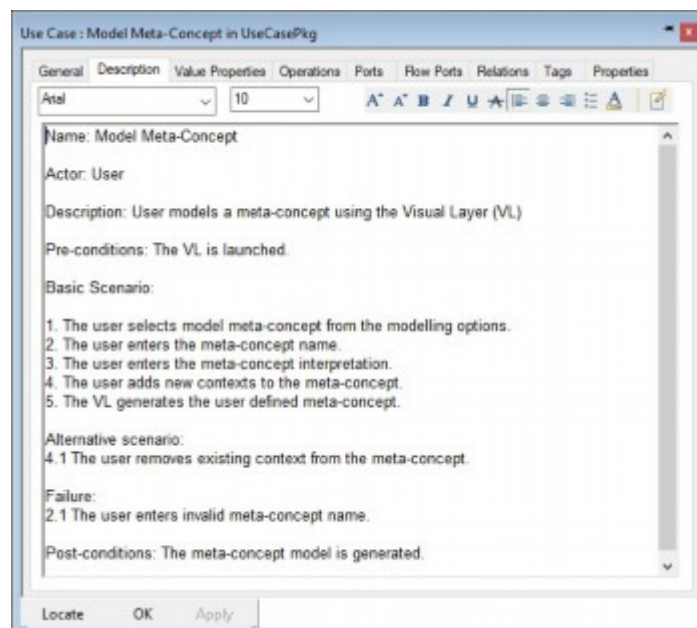 Use Case : Model Meta-Concept in UseCasePkg
General Description Value Properties Operations Ports Flow Ports Relations Tags Properties
Arial 10 A+ A- B I U A A
Name: Model Meta-Concept
Actor: User
Description: User models a meta-concept using the Visual Layer (VL)
Pre-conditions: The VL is launched.
Basic Scenario:
1. The user selects model meta-concept from the modelling options.
2. The user enters the meta-concept name.
3. The user enters the meta-concept interpretation.
4. The user adds new contexts to the meta-concept.
5. The VL generates the user defined meta-concept.
Alternative scenario:
4.1 The user removes existing context from the meta-concept.
Failure:
2.1 The user enters invalid meta-concept name.
Post-conditions: The meta-concept model is generated.
Locate OK Apply